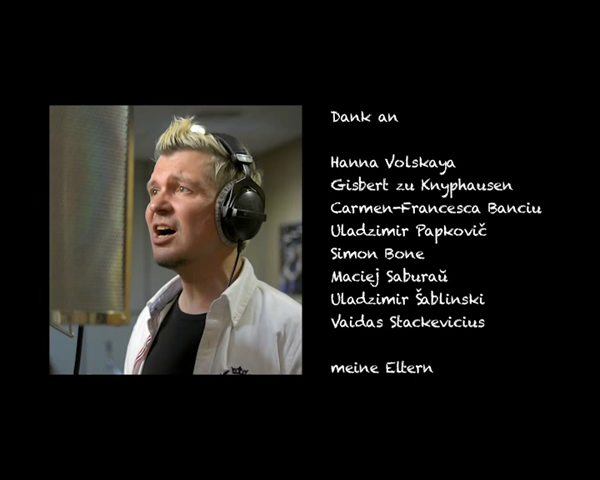 Dank an
Hanna Volskaya
Gisbert zu Knyphausen
Carmen-Francesca Banciu
Uladzimir Papkovič
Simon Bone
Maciej Saburaŭ
Uladzimir Šablinski
Vaidas Stackevicius
meine Eltern